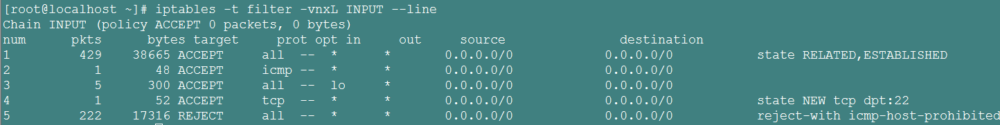 [root@localhost ~]# iptables -t filter -vnxL INPUT --line
Chain INPUT (policy ACCEPT 0 packets, 0 bytes)
num      pkts      bytes target     prot opt in     out     source               destination
1         429    38665 ACCEPT     all  --  *      *       0.0.0.0/0            0.0.0.0/0            state RELATED,ESTABLISHED
2           1       48 ACCEPT     icmp --  *      *       0.0.0.0/0            0.0.0.0/0
3           5      300 ACCEPT     all  --  lo     *       0.0.0.0/0            0.0.0.0/0
4           1       52 ACCEPT     tcp  --  *      *       0.0.0.0/0            0.0.0.0/0            state NEW tcp dpt:22
5         222    17316 REJECT     all  --  *      *       0.0.0.0/0            0.0.0.0/0            reject-with icmp-host-prohibited